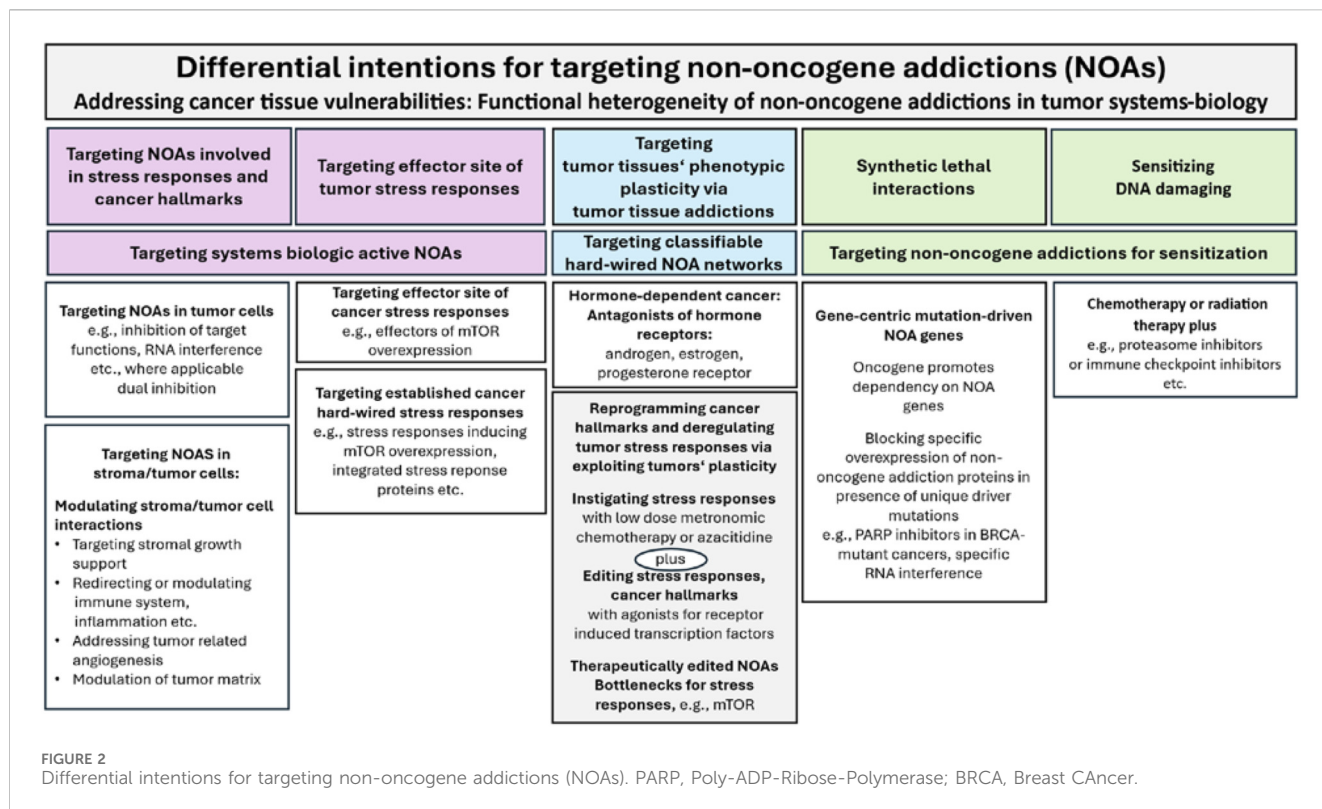 Differential intentions for targeting non-oncogene addictions (NOAs)
Addressing cancer tissue vulnerabilities: Functional heterogeneity of non-oncogene addictions in tumor systems-biology
Targeting NOAs involved
in stress responses and
cancer hallmarks
Targeting effector site of
tumor stress responses
Targeting
tumor tissues‘ phenotypic
plasticity via
tumor tissue addictions
Synthetic lethal
interactions
Sensitizing
DNA damaging
Targeting systems biologic active NOAs
Targeting classifiable
hard-wired NOA networks
Targeting non-oncogene addictions for sensitization
Targeting NOAs in tumor cells
e.g., inhibition of target
functions, RNA interference
etc., where applicable
dual inhibition
Targeting NOAS in
stroma/tumor cells:
Modulating stroma/tumor cell
interactions
• Targeting stromal growth
support
• Redirecting or modulating
immune system,
inflammation etc.
• Addressing tumor related
angiogenesis
• Modulation of tumor matrix
Targeting effector site of
cancer stress responses
e.g., effectors of mTOR
overexpression
Targeting established cancer
hard-wired stress responses
e.g., stress responses inducing
mTOR overexpression,
integrated stress reponse
proteins etc.
Hormone-dependent cancer:
Antagonists of hormone
receptors:
androgen, estrogen,
progesterone receptor
Reprogramming cancer
hallmarks and deregulating
tumor stress responses via
exploiting tumors‘ plasticity
Instigating stress responses
with low dose metronomic
chemotherapy or azacitidine
plus
Editing stress responses,
cancer hallmarks
with agonists for receptor
induced transcription factors
Therapeutically edited NOAs
Bottlenecks for stress
responses, e.g., mTOR
Gene-centric mutation-driven
NOA genes
Oncogene promotes
dependency on NOA
genes
Blocking specific
overexpression of non-
oncogene addiction proteins in
presence of unique driver
mutations
e.g., PARP inhibitors in BRCA-
mutant cancers, specific
RNA interference
Chemotherapy or radiation
therapy plus
e.g., proteasome inhibitors
or immune checkpoint inhibitors
etc.
FIGURE 2
Differential intentions for targeting non-oncogene addictions (NOAs). PARP, Poly-ADP-Ribose-Polymerase; BRCA, Breast CAncer.